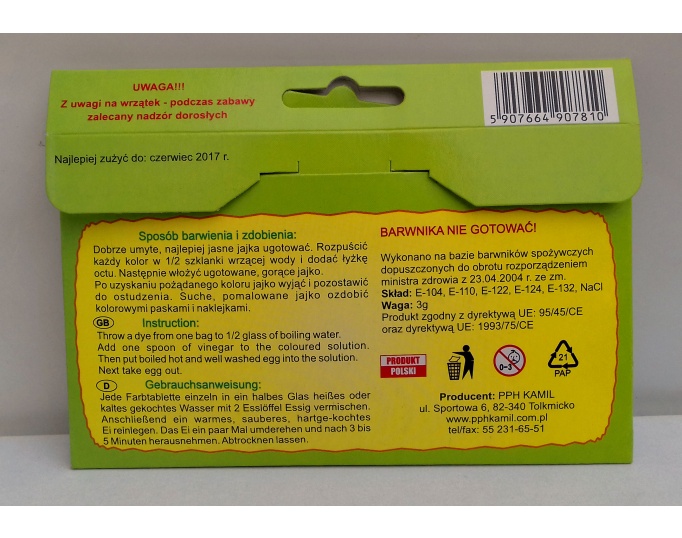 UWAGA!!!
Z uwagi na wrzątek - podczas zabawy
zalecany nadzór dorosłych
5 907664 907810
Najlepiej zużyć do: czerwiec 2017 r.
Sposób barwienia i zdobienia:
Dobrze umyte, najlepiej jasne jajka ugotować. Rozpuścić
każdy kolor w 1/2 szklanki wrzącej wody i dodać łyżkę
octu. Następnie włożyć ugotowane, gorące jajko.
Po uzyskaniu pożądanego koloru jajko wyjąć i pozostawić
do ostudzenia. Suche, pomalowane jajko ozdobić
kolorowymi paskami i naklejkami.
GB Instruction:
Throw a dye from one bag to 1/2 glass of boiling water.
Add one spoon of vinegar to the coloured solution.
Then put boiled hot and well washed egg into the solution.
Next take egg out.
D Gebrauchsanweisung:
Jede Farbtablette einzeln in ein halbes Glas heißes oder
kaltes gekochtes Wasser mit 2 Esslöffel Essig vermischen.
Anschließend ein warmes, sauberes, hartge-kochtes
Ei reinlegen. Das Ei ein paar Mal umderehen und nach 3 bis
5 Minuten herausnehmen. Abtrocknen lassen.
BARWNIKA NIE GOTOWAĆ!
Wykonano na bazie barwników spożywczych
dopuszczonych do obrotu rozporządzeniem
ministra zdrowia z 23.04.2004 r. ze zm.
Skład: E-104, E-110, E-122, E-124, E-132, NaCl
Waga: 3g
Produkt zgodny z dyrektywą UE: 95/45/CE
oraz dyrektywą UE: 1993/75/CE
PRODUKT
POLSKI
0-3
21
PAP
Producent: PPH KAMIL
ul. Sportowa 6, 82-340 Tolkmicko
www.pphkamil.com.pl
tel/fax: 55 231-65-51